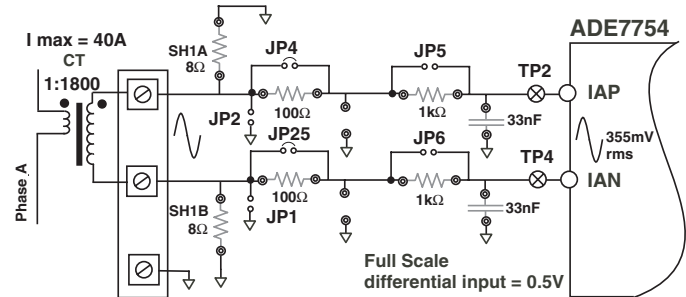 ADE7754
I max = 40A
CT
1:1800
SH1A
8Ω
JP4
JP5
TP2
100Ω
1kΩ
33nF
IAP
JP2
JP25
JP6
TP4
355mV
rms
IAN
Phase A
SH1B
8Ω
JP1
100Ω
1kΩ
33nF
Full Scale
differential input = 0.5V